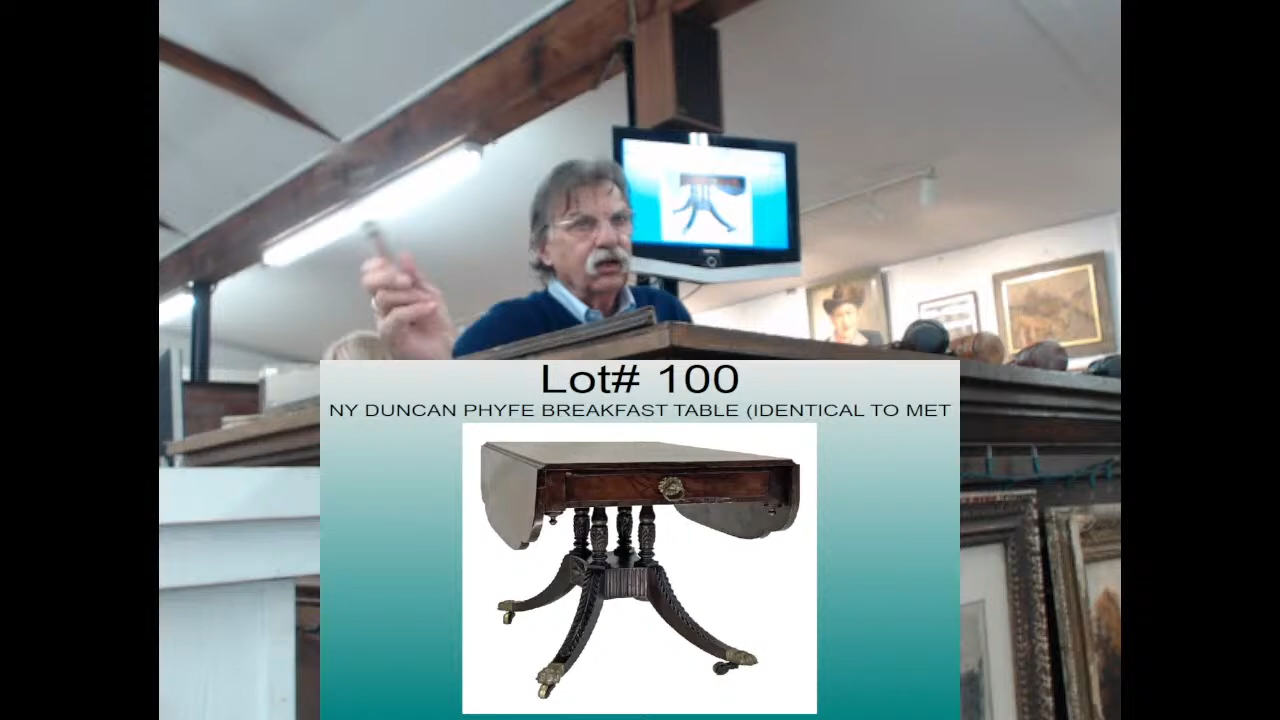 Lot# 100
NY DUNCAN PHYFE BREAKFAST TABLE (IDENTICAL TO MET